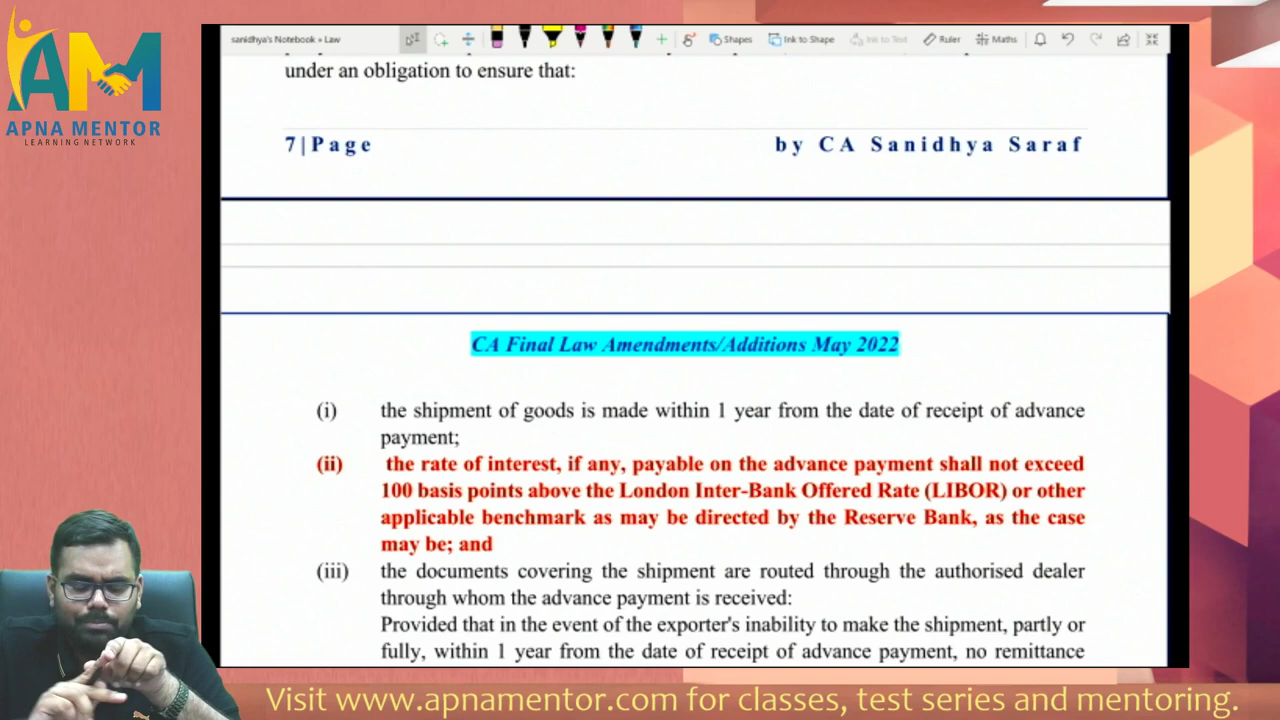 AM
APNA MENTOR
LEARNING NETWORK
sanidhya's Notebook » Law
Shapes
Ink to Shape
Ink to Text
Ruler
Maths
under an obligation to ensure that:
7|Page
by CA Sanidhya Saraf
CA Final Law Amendments/Additions May 2022
(i) the shipment of goods is made within 1 year from the date of receipt of advance
payment;
(ii) the rate of interest, if any, payable on the advance payment shall not exceed
100 basis points above the London Inter-Bank Offered Rate (LIBOR) or other
applicable benchmark as may be directed by the Reserve Bank, as the case
may be; and
(iii) the documents covering the shipment are routed through the authorised dealer
through whom the advance payment is received:
Provided that in the event of the exporter's inability to make the shipment, partly or
fully, within 1 year from the date of receipt of advance payment, no remittance
Visit www.apnamentor.com for classes, test series and mentoring.